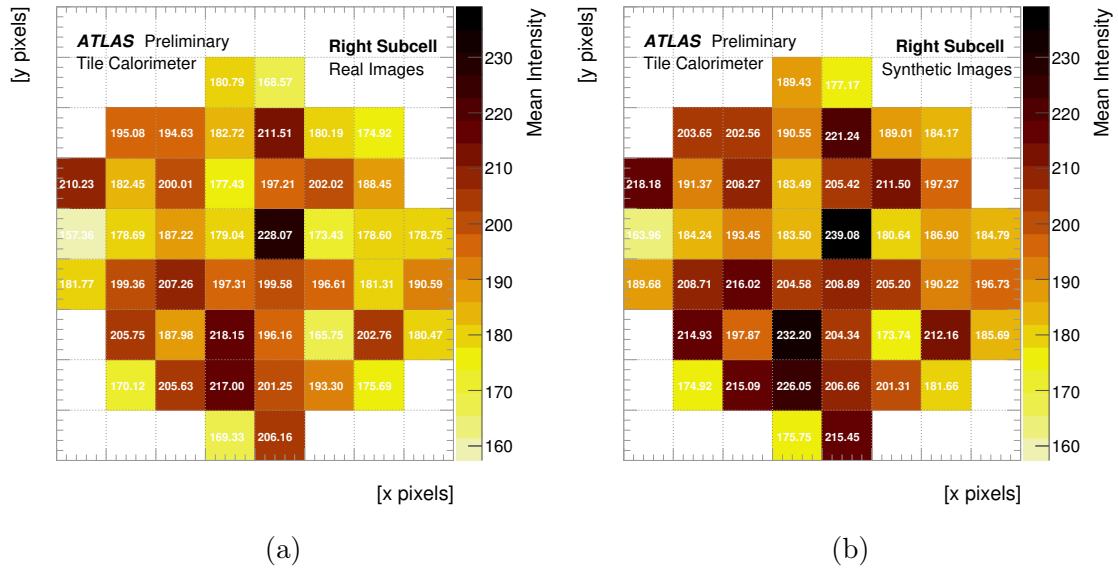 [y pixels]
ATLAS Preliminary
Tile Calorimeter
Right Subcell
Real Images
180.79 168.57
195.08 194.63 182.72 211.51 180.19 174.92
210.23 182.45 200.01 177.43 197.21 202.02 188.45
157.36 178.69 187.22 179.04 228.07 173.43 178.60 178.75
181.77 199.36 207.26 197.31 199.58 196.61 181.31 190.59
205.75 187.98 218.15 196.16 165.75 202.76 180.47
170.12 205.63 217.00 201.25 193.30 175.69
169.33 206.16
[x pixels]
Mean Intensity
230
220
210
200
190
180
170
160
(a)
[y pixels]
ATLAS Preliminary
Tile Calorimeter
Right Subcell
Synthetic Images
189.43 177.17
203.65 202.56 190.55 221.24 189.01 184.17
218.18 191.37 208.27 183.49 205.42 211.50 197.37
163.96 184.24 193.45 183.50 239.08 180.64 186.90 184.79
189.68 208.71 216.02 204.58 208.89 205.20 190.22 196.73
214.93 197.87 232.20 204.34 173.74 212.16 185.69
174.92 215.09 226.05 206.66 201.31 181.66
175.75 215.45
[x pixels]
Mean Intensity
230
220
210
200
190
180
170
160
(b)